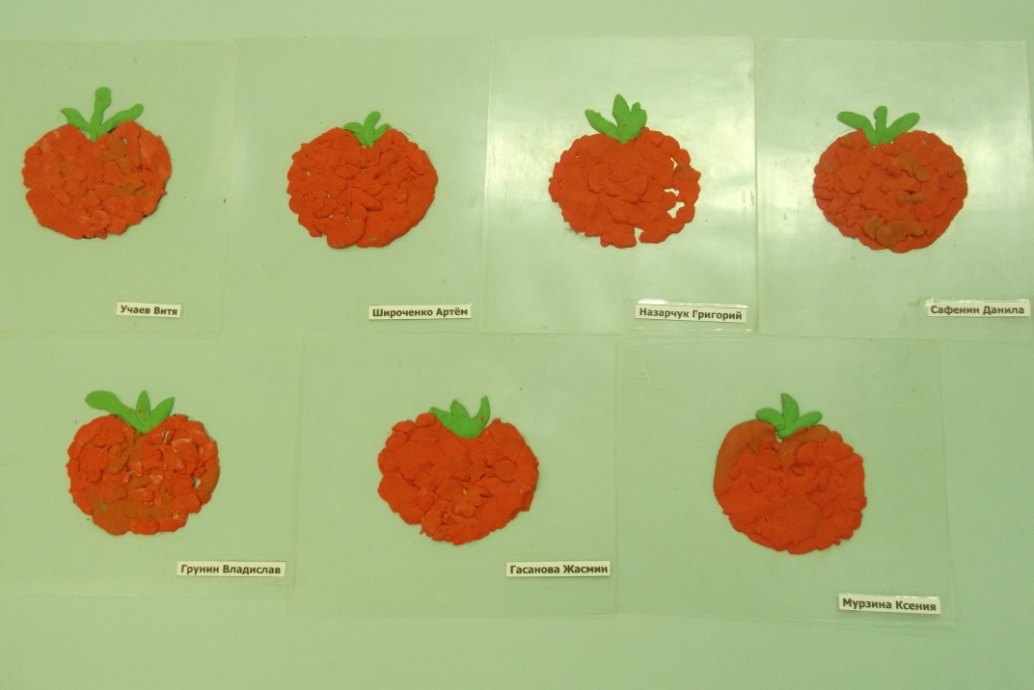 Учаев Витя
Широченко Артём
Назарчук Григорий
Сафенин Данила
Грунин Владислав
Гасанова Жасмин
Мурзина Ксения